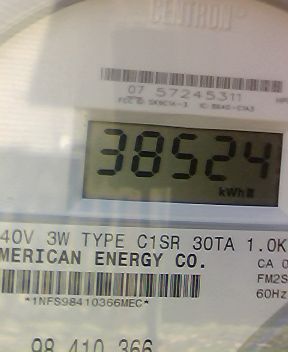 CENTRON®
07 57245311
38524
kWh
40V 3W TYPE C1SR 30TA 1.0K
MERICAN ENERGY CO.
CA 0
FM2S
60Hz
*1NFS98410366MEC*
98 410 366